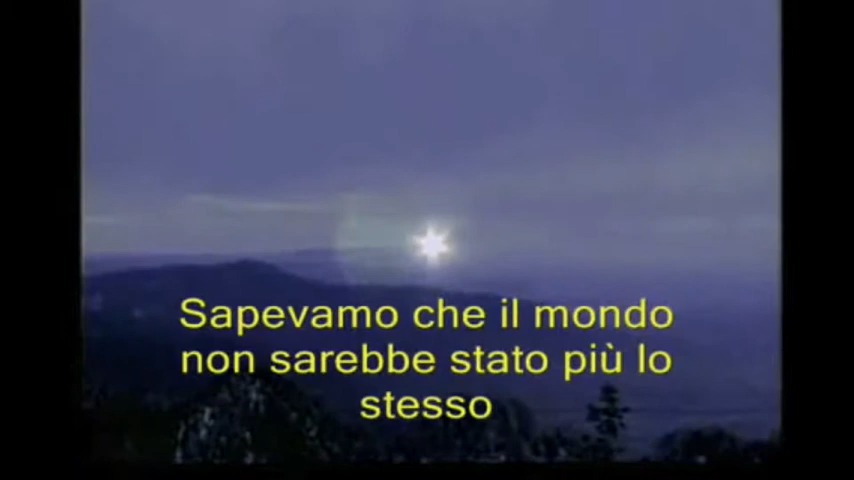 Sapevamo che il mondo
non sarebbe stato più lo
stesso